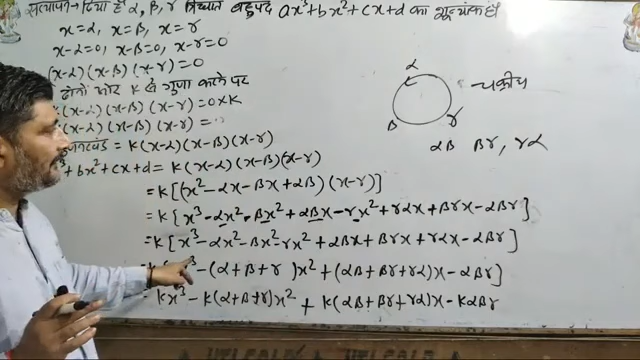 सत्यापन → दिया है α, β, γ त्रिघात बहुपद ax³+bx²+cx+d का शून्यक है।
x=α, x=β, x=γ
x-α=0, x-β=0, x-γ=0
(x-α)(x-β)(x-γ)=0
दोनों ओर K से गुणा करने पर
(x-α)(x-β)(x-γ)=0×K
(x-α)(x-β)(x-γ)=
= K(x-α)(x-β)(x-γ)
+bx²+cx+d = K(x-α)(x-β)(x-γ)
=K[(x²-αx-βx+αβ)(x-γ)]
=K[x³-αx²-βx²+αβx-γx²+γαx+βγx-αβγ]
=K[x³-αx²-βx²-γx²+αβx+βγx+γαx-αβγ]
-(α+β+γ)x²+(αβ+βγ+γα)x-αβγ]
= Kx³-K(α+β+γ)x²+K(αβ+βγ+γα)x-Kαβγ
α
β
γ
चक्रीय
αβ βγ, γα